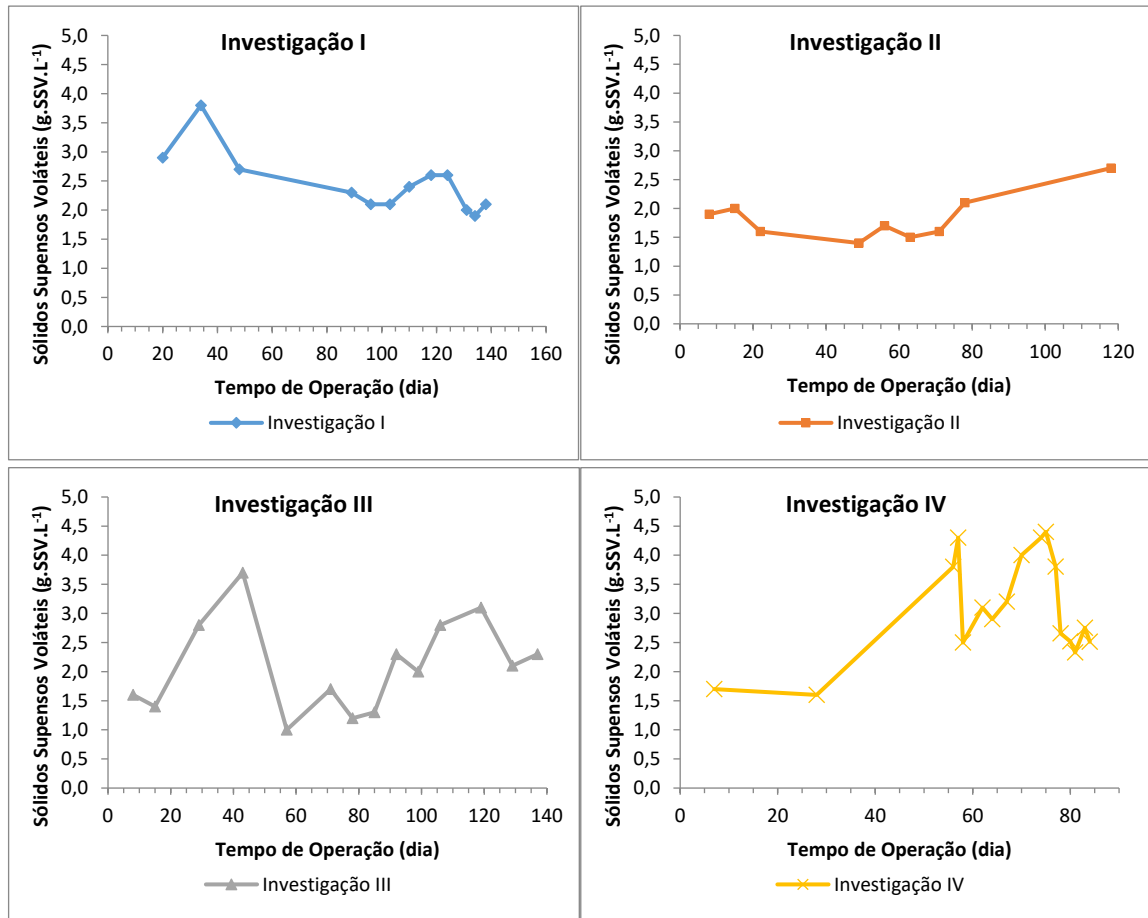 Investigação I
Sólidos Supensos Voláteis (g.SSV.L⁻¹)
5,0
4,5
4,0
3,5
3,0
2,5
2,0
1,5
1,0
0,5
0,0
0 20 40 60 80 100 120 140 160
Tempo de Operação (dia)
Investigação I
Investigação II
Sólidos Supensos Voláteis (g.SSV.L⁻¹)
5,0
4,5
4,0
3,5
3,0
2,5
2,0
1,5
1,0
0,5
0,0
0 20 40 60 80 100 120
Tempo de Operação (dia)
Investigação II
Investigação III
Sólidos Supensos Voláteis (g.SSV.L⁻¹)
5,0
4,5
4,0
3,5
3,0
2,5
2,0
1,5
1,0
0,5
0,0
0 20 40 60 80 100 120 140
Tempo de Operação (dia)
Investigação III
Investigação IV
Sólidos Supensos Voláteis (g.SSV.L⁻¹)
5,0
4,5
4,0
3,5
3,0
2,5
2,0
1,5
1,0
0,5
0,0
0 20 40 60 80
Tempo de Operação (dia)
Investigação IV